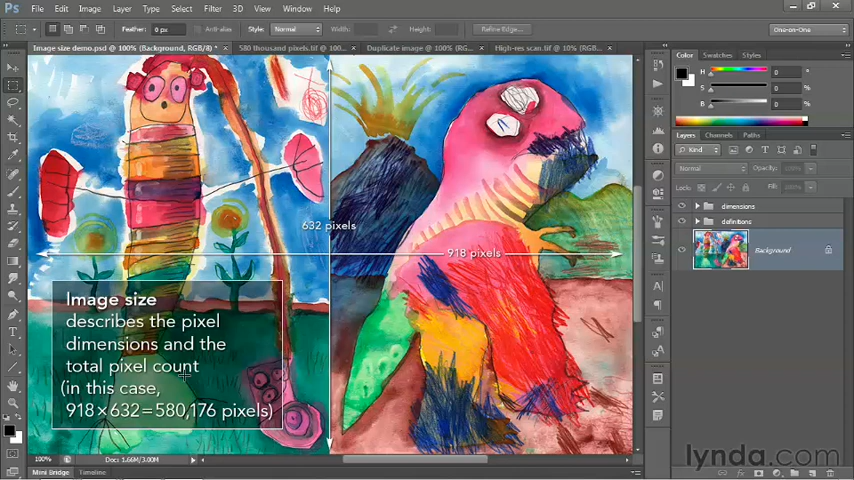 Ps File Edit Image Layer Type Select Filter 3D View Window Help
Feather: 0 px Anti-alias Style: Normal Width: Height: Refine Edge... One-on-One
Image size demo.psd @ 100% (Background, RGB/8) * × 580 thousand pixels.tif @ 100% ... × Duplicate image @ 100% (RG... × High-res scan.tif @ 10% (RGB... ×
Color Swatches Styles
H 0 °
S 0 %
B 0 %
Layers Channels Paths
Kind
Normal Opacity:
Lock: Fill:
dimensions
definitions
Background
632 pixels
918 pixels
Image size
describes the pixel
dimensions and the
total pixel count
(in this case,
918×632=580,176 pixels)
100% Doc: 1.66M/3.00M
Mini Bridge Timeline
lynda.com